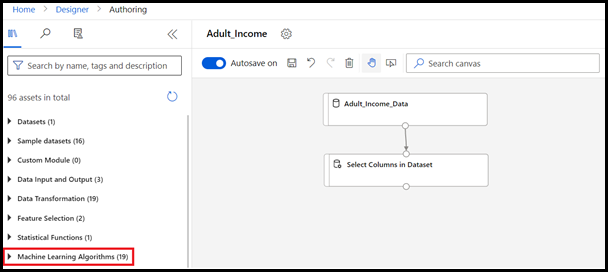 Home > Designer > Authoring
Adult_Income
Search by name, tags and description
Autosave on
Search canvas
96 assets in total
Datasets (1)
Sample datasets (16)
Custom Module (0)
Data Input and Output (3)
Data Transformation (19)
Feature Selection (2)
Statistical Functions (1)
Machine Learning Algorithms (19)
Adult_Income_Data
Select Columns in Dataset